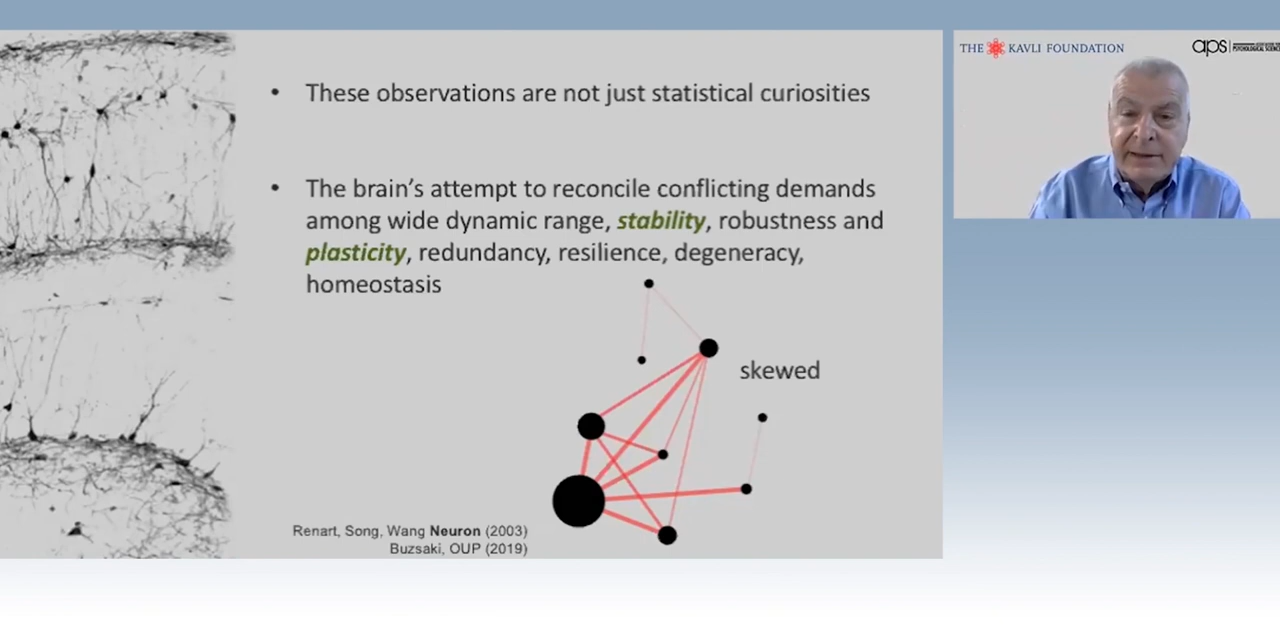 • These observations are not just statistical curiosities
• The brain's attempt to reconcile conflicting demands
among wide dynamic range, stability, robustness and
plasticity, redundancy, resilience, degeneracy,
homeostasis
skewed
Renart, Song, Wang Neuron (2003)
Buzsaki, OUP (2019)
THE KAVLI FOUNDATION
aps
PSYCHOLOGICAL